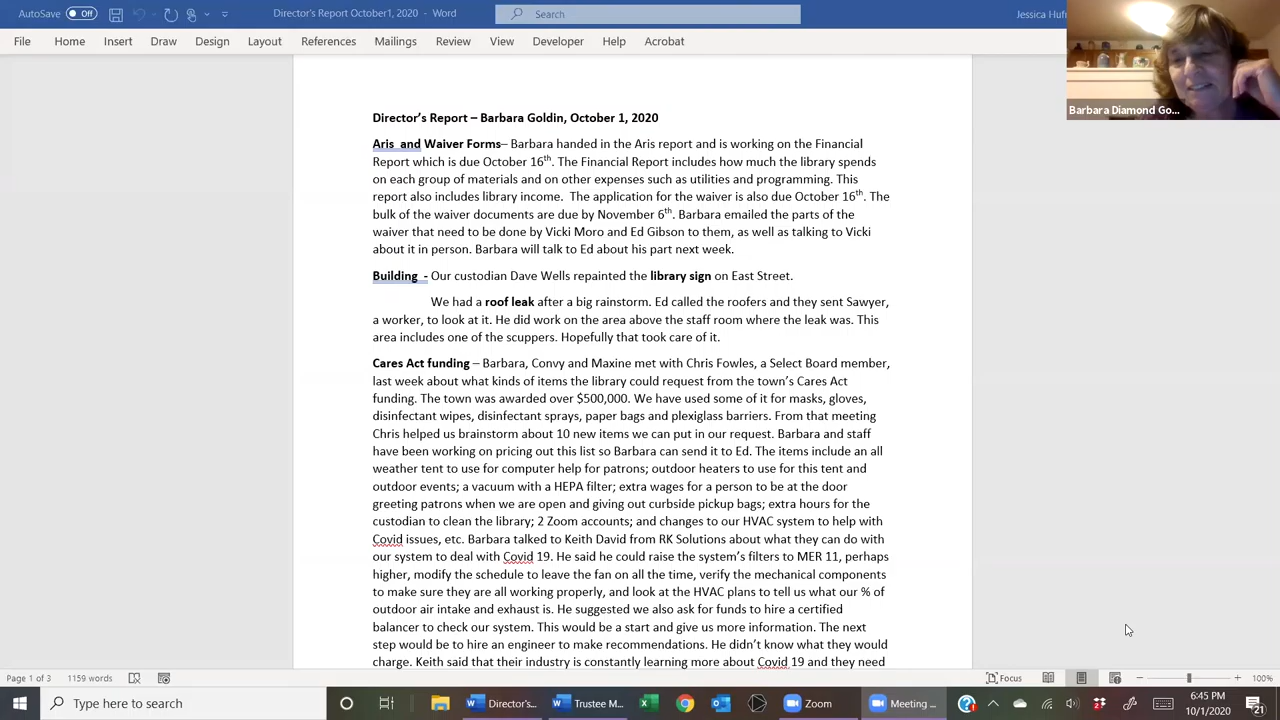 AutoSave Off Director's Report October1, 2020 - Word Search Jessica Huf
File Home Insert Draw Design Layout References Mailings Review View Developer Help Acrobat
Barbara Diamond Go...
Director's Report – Barbara Goldin, October 1, 2020
Aris and Waiver Forms– Barbara handed in the Aris report and is working on the Financial
Report which is due October 16th. The Financial Report includes how much the library spends
on each group of materials and on other expenses such as utilities and programming. This
report also includes library income. The application for the waiver is also due October 16th. The
bulk of the waiver documents are due by November 6th. Barbara emailed the parts of the
waiver that need to be done by Vicki Moro and Ed Gibson to them, as well as talking to Vicki
about it in person. Barbara will talk to Ed about his part next week.
Building - Our custodian Dave Wells repainted the library sign on East Street.
We had a roof leak after a big rainstorm. Ed called the roofers and they sent Sawyer,
a worker, to look at it. He did work on the area above the staff room where the leak was. This
area includes one of the scuppers. Hopefully that took care of it.
Cares Act funding – Barbara, Convy and Maxine met with Chris Fowles, a Select Board member,
last week about what kinds of items the library could request from the town's Cares Act
funding. The town was awarded over $500,000. We have used some of it for masks, gloves,
disinfectant wipes, disinfectant sprays, paper bags and plexiglass barriers. From that meeting
Chris helped us brainstorm about 10 new items we can put in our request. Barbara and staff
have been working on pricing out this list so Barbara can send it to Ed. The items include an all
weather tent to use for computer help for patrons; outdoor heaters to use for this tent and
outdoor events; a vacuum with a HEPA filter; extra wages for a person to be at the door
greeting patrons when we are open and giving out curbside pickup bags; extra hours for the
custodian to clean the library; 2 Zoom accounts; and changes to our HVAC system to help with
Covid issues, etc. Barbara talked to Keith David from RK Solutions about what they can do with
our system to deal with Covid 19. He said he could raise the system's filters to MER 11, perhaps
higher, modify the schedule to leave the fan on all the time, verify the mechanical components
to make sure they are all working properly, and look at the HVAC plans to tell us what our % of
outdoor air intake and exhaust is. He suggested we also ask for funds to hire a certified
balancer to check our system. This would be a start and give us more information. The next
step would be to hire an engineer to make recommendations. He didn't know what they would
charge. Keith said that their industry is constantly learning more about Covid 19 and they need
Page 1 of 3 1159 words Focus 100%
Type here to search Director's... Trustee M... Zoom Meeting ... 6:45 PM
10/1/2020 21